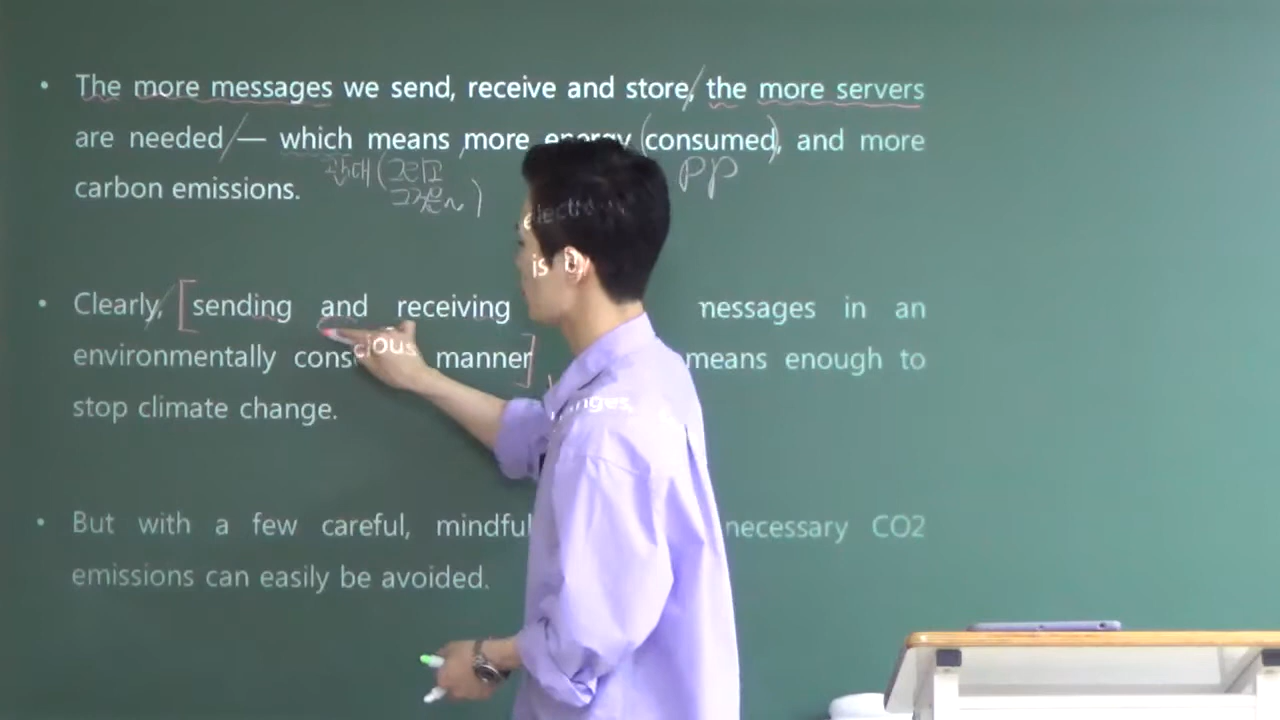 • The more messages we send, receive and store, the more servers
are needed — which means more energy (consumed), and more
관대 (그리고 pp
carbon emissions.
그것은~)
is
• Clearly, [sending and receiving messages in an
environmentally conscious manner] means enough to
stop climate change.
• But with a few careful, mindful necessary CO2
emissions can easily be avoided.